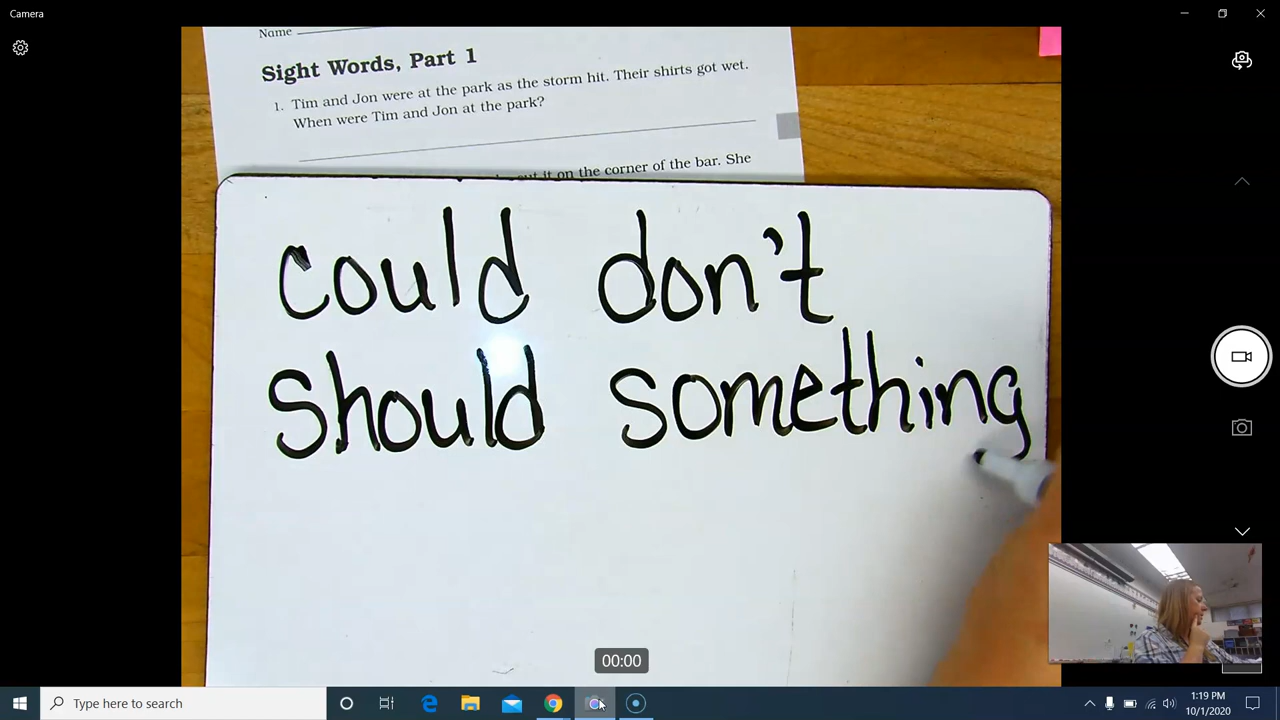 Camera
Name
Sight Words, Part 1
1. Tim and Jon were at the park as the storm hit. Their shirts got wet.
When were Tim and Jon at the park?
it on the corner of the bar. She
could don't
should something
00:00
Type here to search
1:19 PM
10/1/2020